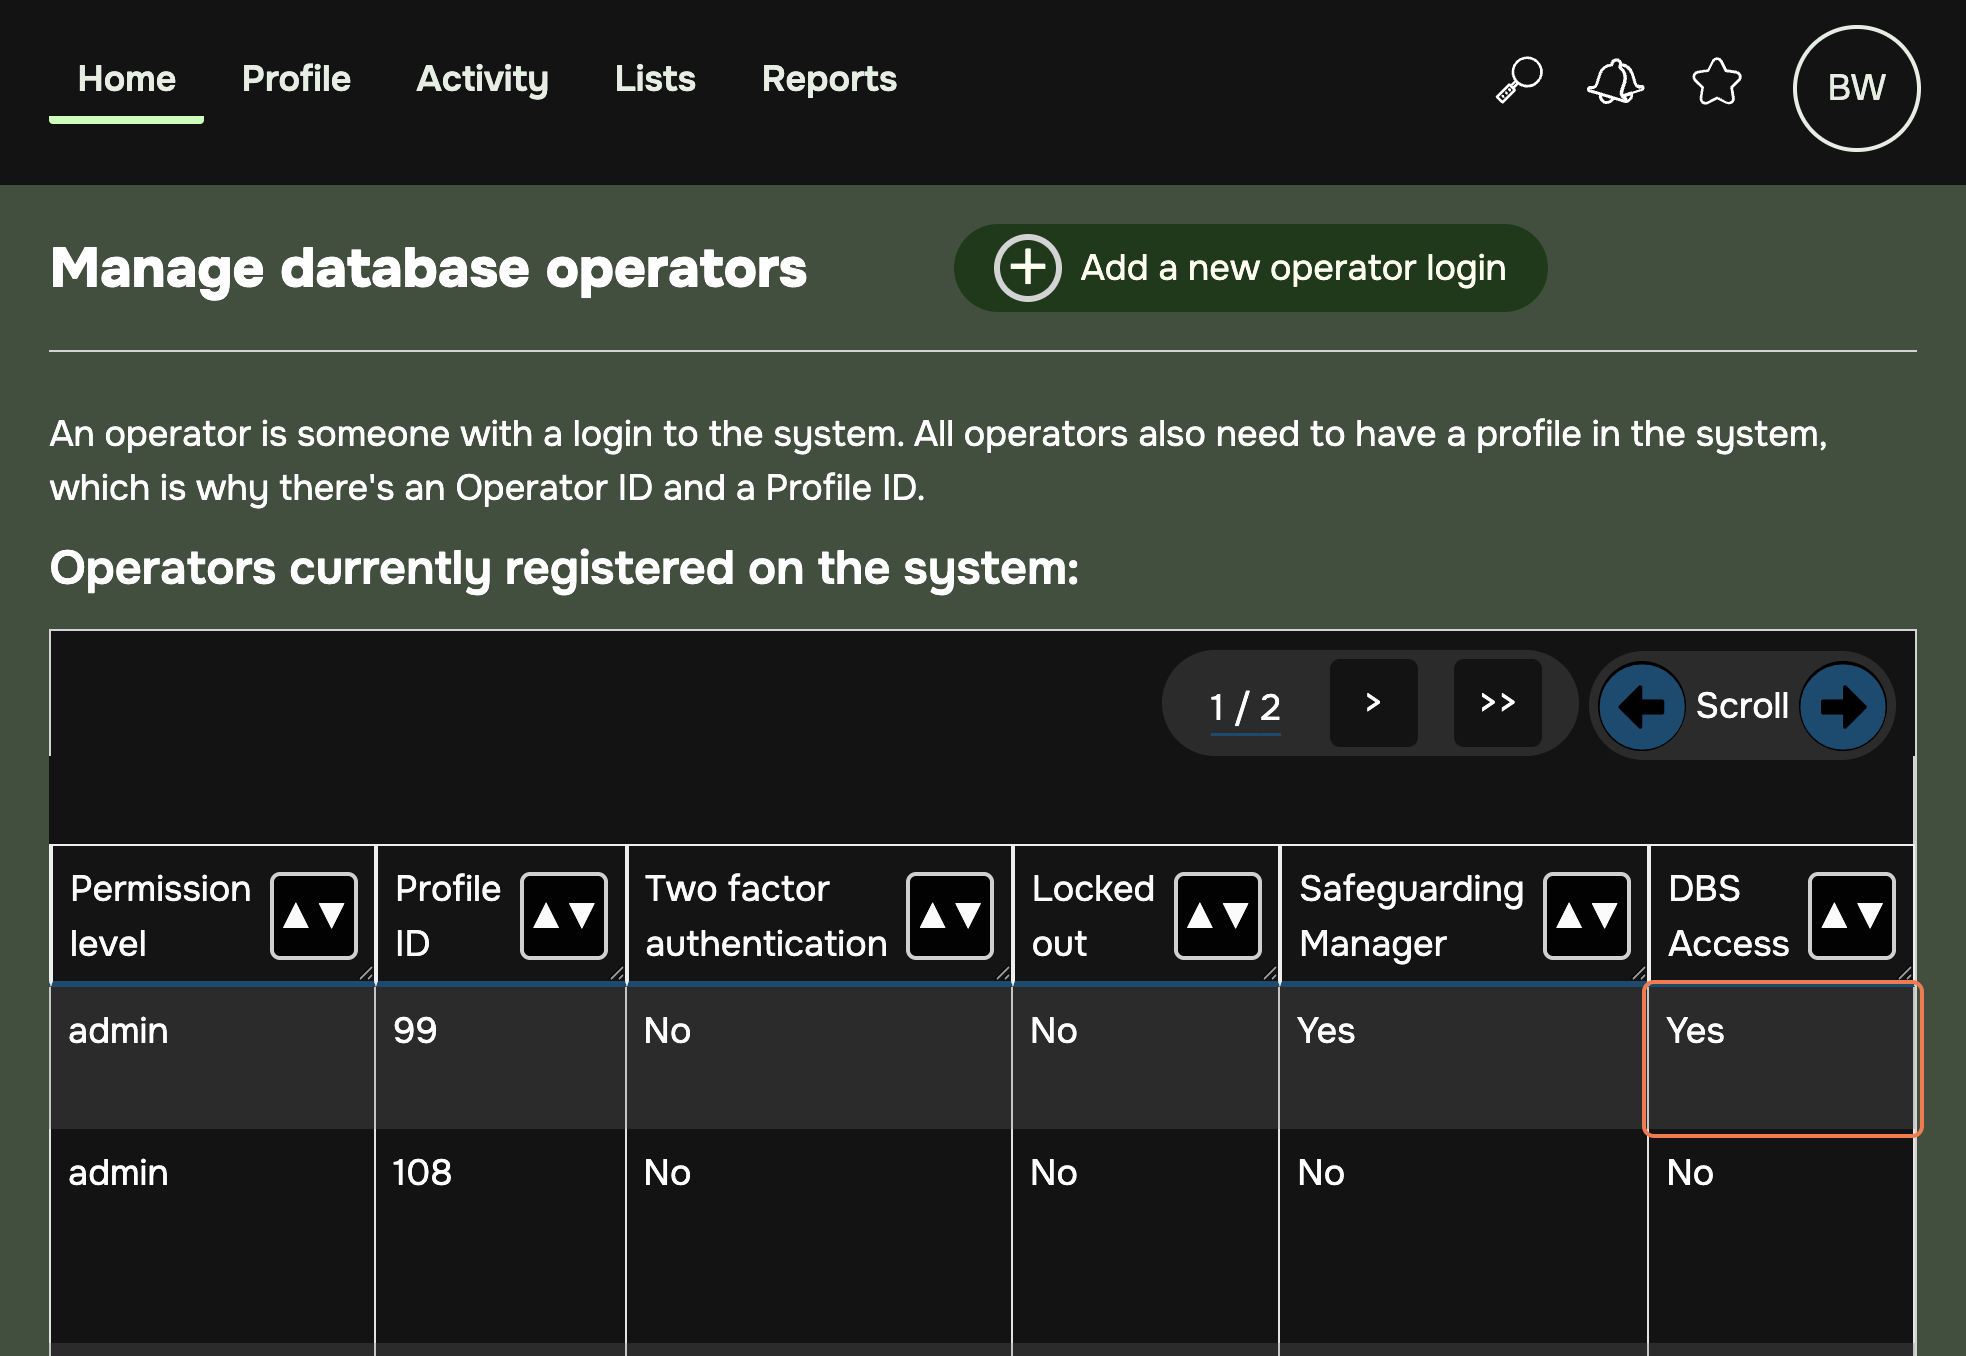 Home Profile Activity Lists Reports BW
Manage database operators
Add a new operator login
An operator is someone with a login to the system. All operators also need to have a profile in the system,
which is why there's an Operator ID and a Profile ID.
Operators currently registered on the system:
1 / 2 > >> Scroll
Permission level ▲▼ Profile ID ▲▼ Two factor authentication ▲▼ Locked out ▲▼ Safeguarding Manager ▲▼ DBS Access ▲▼
admin 99 No No Yes Yes
admin 108 No No No No